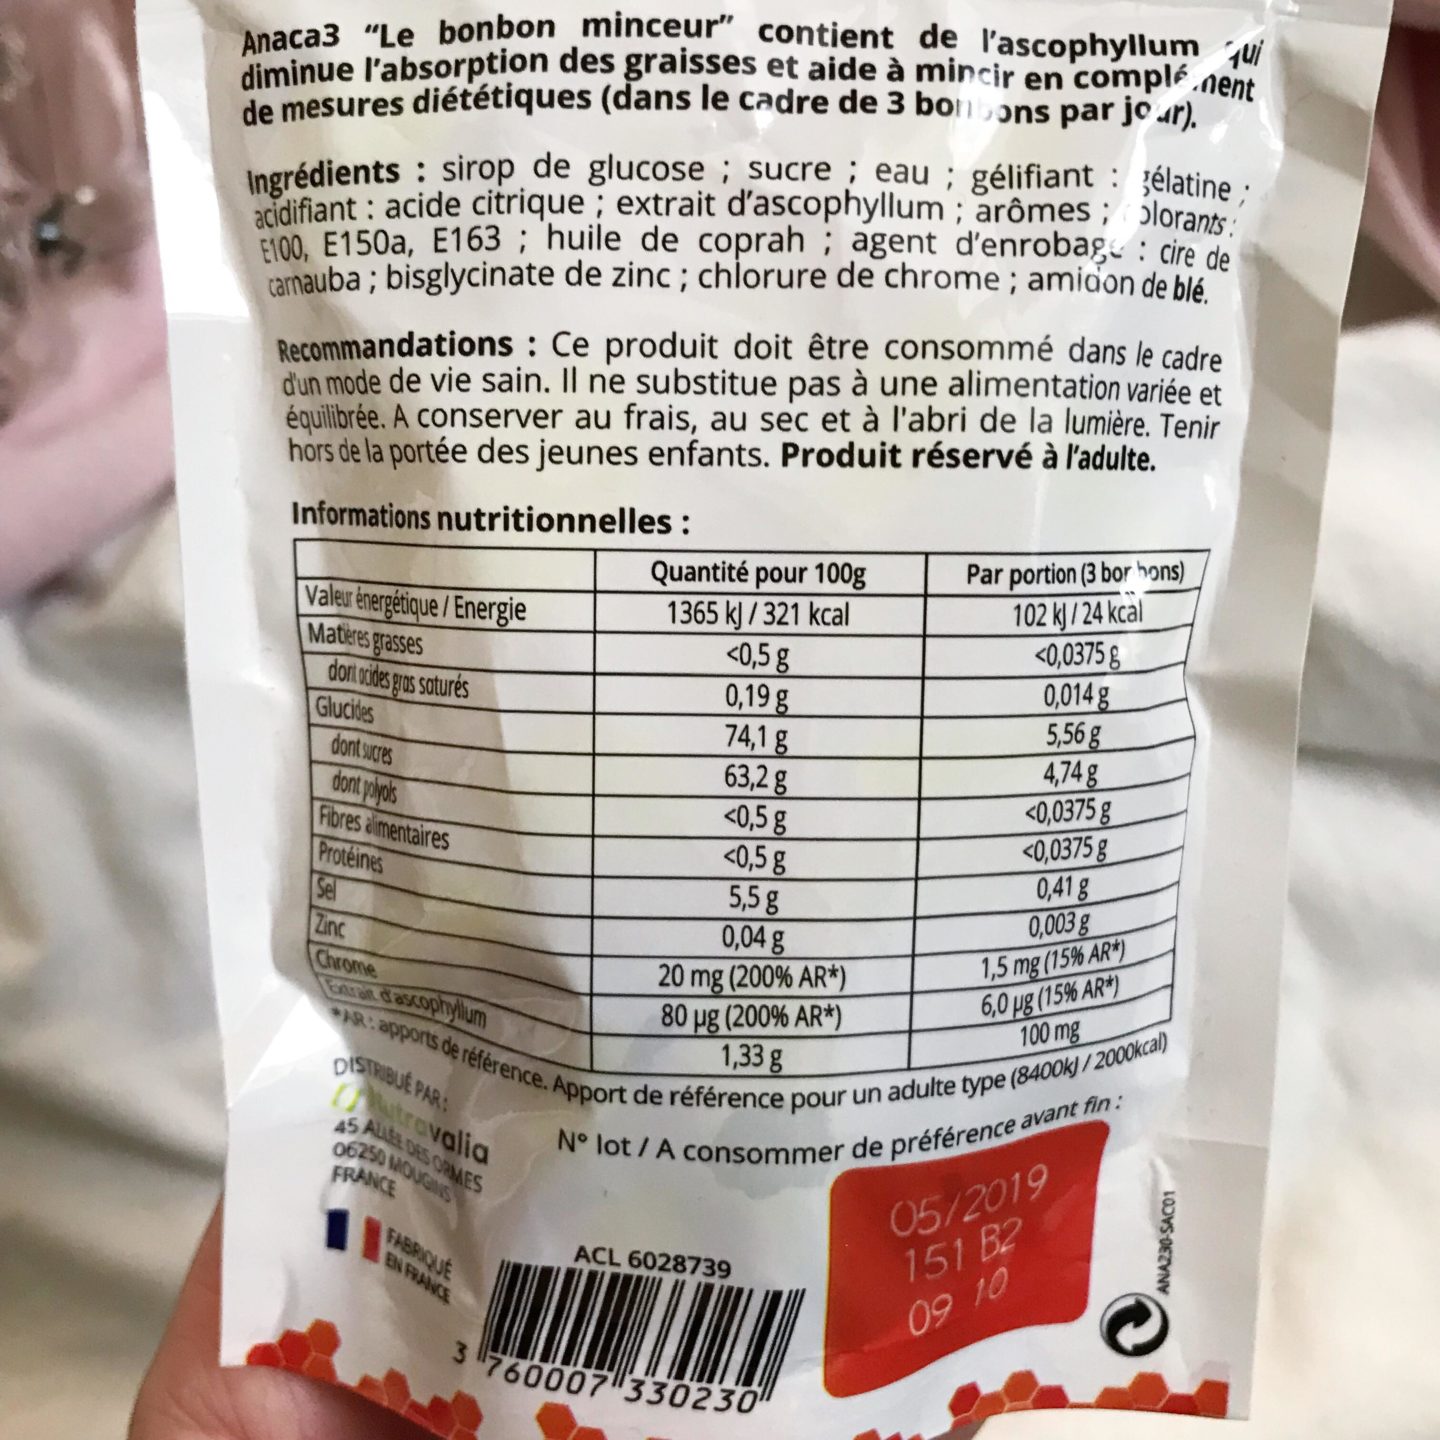 Anaca3 “Le bonbon minceur” contient de l’ascophyllum qui
diminue l’absorption des graisses et aide à mincir en complément
de mesures diététiques (dans le cadre de 3 bonbons par jour).
Ingrédients : sirop de glucose ; sucre ; eau ; gélifiant : gélatine ;
acidifiant : acide citrique ; extrait d’ascophyllum ; arômes ; colorants :
E100, E150a, E163 ; huile de coprah ; agent d’enrobage : cire de
carnauba ; bisglycinate de zinc ; chlorure de chrome ; amidon de blé.
Recommandations : Ce produit doit être consommé dans le cadre
d'un mode de vie sain. Il ne substitue pas à une alimentation variée et
équilibrée. A conserver au frais, au sec et à l'abri de la lumière. Tenir
hors de la portée des jeunes enfants. Produit réservé à l’adulte.
Informations nutritionnelles :
Quantité pour 100g Par portion (3 bonbons)
Valeur énergétique / Energie 1365 kJ / 321 kcal 102 kJ / 24 kcal
Matières grasses <0,5 g <0,0375 g
dont acides gras saturés 0,19 g 0,014 g
Glucides 74,1 g 5,56 g
dont sucres 63,2 g 4,74 g
dont polyols <0,5 g <0,0375 g
Fibres alimentaires <0,5 g <0,0375 g
Protéines 5,5 g 0,41 g
Sel 0,04 g 0,003 g
Zinc 20 mg (200% AR*) 1,5 mg (15% AR*)
Chrome 80 µg (200% AR*) 6,0 µg (15% AR*)
Extrait d'ascophyllum 1,33 g 100 mg
*AR : apports de référence. Apport de référence pour un adulte type (8400kJ / 2000kcal)
DISTRIBUÉ PAR :
Nutravalia
45 ALLÉE DES ORMES
06250 MOUGINS
FRANCE
FABRIQUÉ
EN FRANCE
N° lot / A consommer de préférence avant fin :
05/2019
151 B2
09 10
ACL 6028739
3 760007 330230
ANA230-SAC01